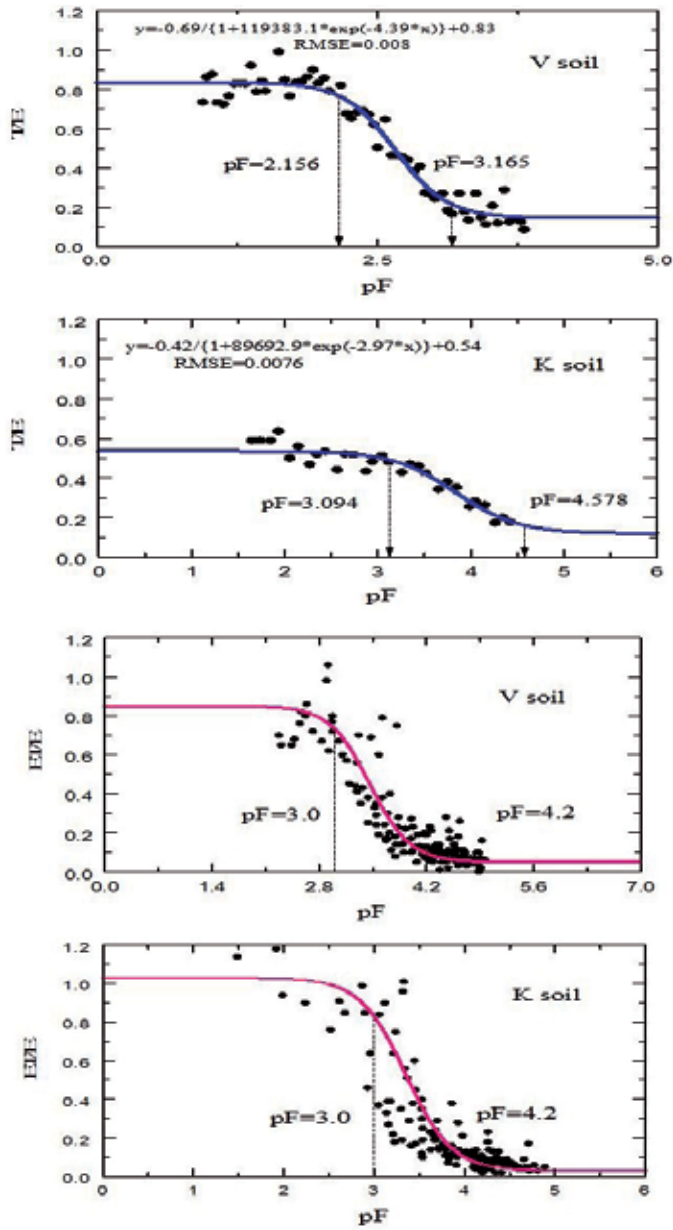 y=-0.69/{1+119383.1*exp(-4.39*x)}+0.83
RMSE=0.008
V soil
pF=2.156
pF=3.165
T/E
1.2
1.0
0.8
0.6
0.4
0.2
0.0
0.0 2.5 5.0
pF
y=-0.42/{1+89692.9*exp(-2.97*x)}+0.54
RMSE=0.0076
K soil
pF=3.094
pF=4.578
T/E
1.2
1.0
0.8
0.6
0.4
0.2
0.0
0 1 2 3 4 5 6
pF
V soil
pF=3.0
pF=4.2
ET/E
1.2
1.0
0.8
0.6
0.4
0.2
0.0
0.0 1.4 2.8 4.2 5.6 7.0
pF
K soil
pF=3.0
pF=4.2
ET/E
1.2
1.0
0.8
0.6
0.4
0.2
0.0
0 1 2 3 4 5 6
pF